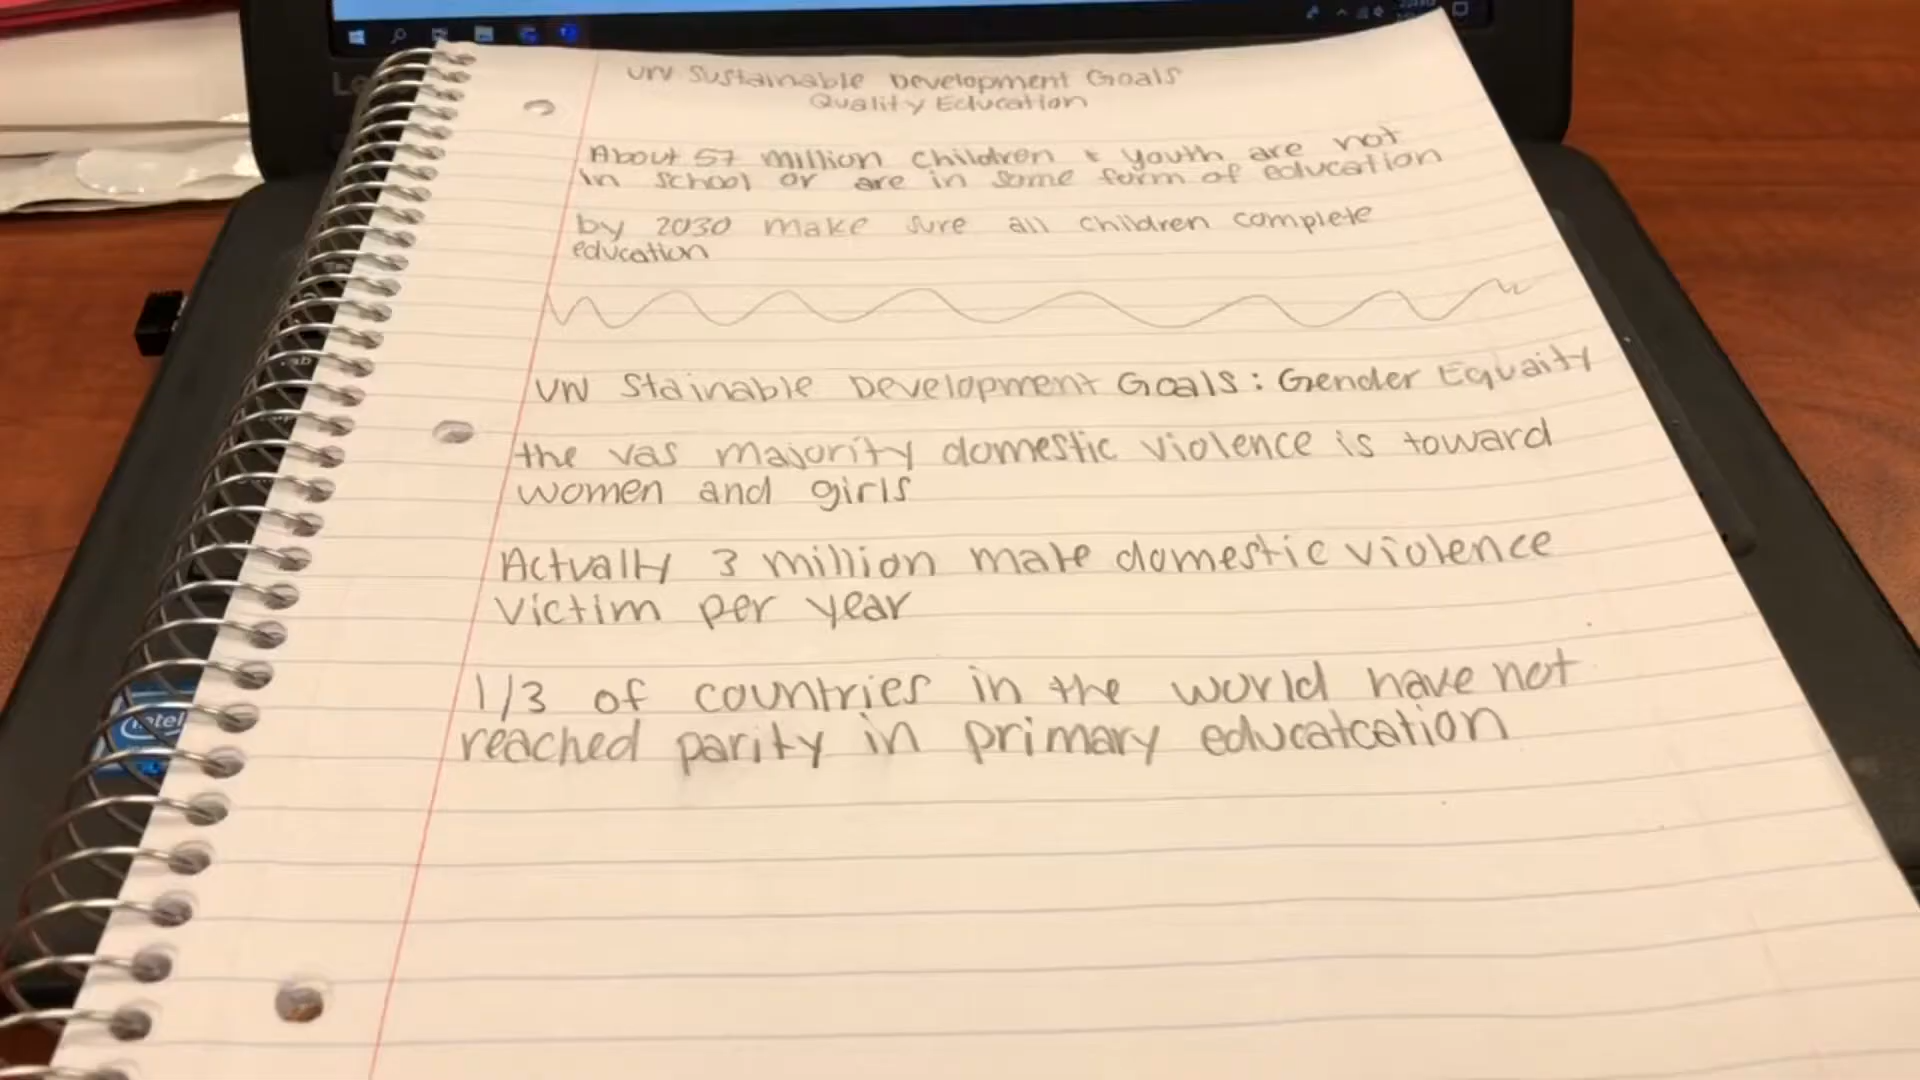 UN Sustainable Development Goals
Quality Education
About 57 million children & youth are not
in school or are in some form of education
by 2030 make sure all children complete
education
UN Stainable Development Goals: Gender Equaity
the vas majority domestic violence is toward
women and girls
Actually 3 million male domestic violence
victim per year
1/3 of countries in the world have not
reached parity in primary educatcation
intel